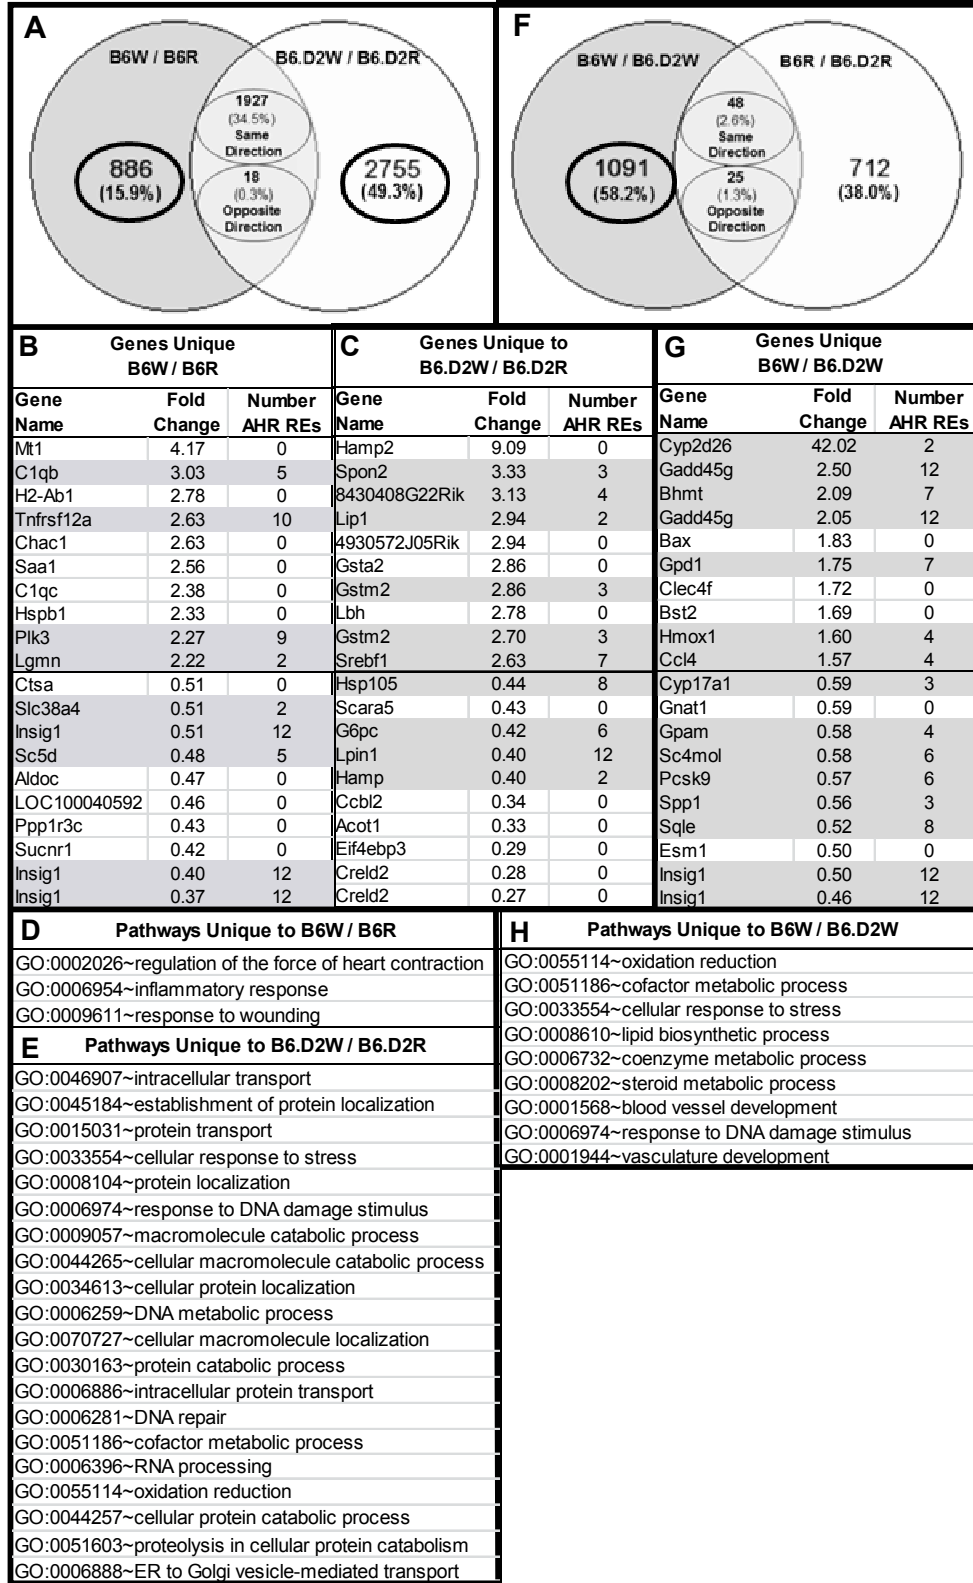 A
B6W / B6R
B6.D2W / B6.D2R
1927
(34.5%)
Same
Direction
886
(15.9%)
18
(0.3%)
Opposite
Direction
2755
(49.3%)
F
B6W / B6.D2W
B6R / B6.D2R
48
(2.6%)
Same
Direction
1091
(58.2%)
25
(1.3%)
Opposite
Direction
712
(38.0%)
B Genes Unique
B6W / B6R
Gene Fold Number
Name Change AHR REs
Mt1 4.17 0
C1qb 3.03 5
H2-Ab1 2.78 0
Tnfrsf12a 2.63 10
Chac1 2.63 0
Saa1 2.56 0
C1qc 2.38 0
Hspb1 2.33 0
Plk3 2.27 9
Lgmn 2.22 2
Ctsa 0.51 0
Slc38a4 0.51 2
Insig1 0.51 12
Sc5d 0.48 5
Aldoc 0.47 0
LOC100040592 0.46 0
Ppp1r3c 0.43 0
Sucnr1 0.42 0
Insig1 0.40 12
Insig1 0.37 12
C Genes Unique to
B6.D2W / B6.D2R
Gene Fold Number
Name Change AHR REs
Hamp2 9.09 0
Spon2 3.33 3
8430408G22Rik 3.13 4
Lip1 2.94 2
4930572J05Rik 2.94 0
Gsta2 2.86 0
Gstm2 2.86 3
Lbh 2.78 0
Gstm2 2.70 3
Srebf1 2.63 7
Hsp105 0.44 8
Scara5 0.43 0
G6pc 0.42 6
Lpin1 0.40 12
Hamp 0.40 2
Ccbl2 0.34 0
Acot1 0.33 0
Eif4ebp3 0.29 0
Creld2 0.28 0
Creld2 0.27 0
G Genes Unique
B6W / B6.D2W
Gene Fold Number
Name Change AHR REs
Cyp2d26 42.02 2
Gadd45g 2.50 12
Bhmt 2.09 7
Gadd45g 2.05 12
Bax 1.83 0
Gpd1 1.75 7
Clec4f 1.72 0
Bst2 1.69 0
Hmox1 1.60 4
Ccl4 1.57 4
Cyp17a1 0.59 3
Gnat1 0.59 0
Gpam 0.58 4
Sc4mol 0.58 6
Pcsk9 0.57 6
Spp1 0.56 3
Sqle 0.52 8
Esm1 0.50 0
Insig1 0.50 12
Insig1 0.46 12
D Pathways Unique to B6W / B6R
GO:0002026~regulation of the force of heart contraction
GO:0006954~inflammatory response
GO:0009611~response to wounding
E Pathways Unique to B6.D2W / B6.D2R
GO:0046907~intracellular transport
GO:0045184~establishment of protein localization
GO:0015031~protein transport
GO:0033554~cellular response to stress
GO:0008104~protein localization
GO:0006974~response to DNA damage stimulus
GO:0009057~macromolecule catabolic process
GO:0044265~cellular macromolecule catabolic process
GO:0034613~cellular protein localization
GO:0006259~DNA metabolic process
GO:0070727~cellular macromolecule localization
GO:0030163~protein catabolic process
GO:0006886~intracellular protein transport
GO:0006281~DNA repair
GO:0051186~cofactor metabolic process
GO:0006396~RNA processing
GO:0055114~oxidation reduction
GO:0044257~cellular protein catabolic process
GO:0051603~proteolysis in cellular protein catabolism
GO:0006888~ER to Golgi vesicle-mediated transport
H Pathways Unique to B6W / B6.D2W
GO:0055114~oxidation reduction
GO:0051186~cofactor metabolic process
GO:0033554~cellular response to stress
GO:0008610~lipid biosynthetic process
GO:0006732~coenzyme metabolic process
GO:0008202~steroid metabolic process
GO:0001568~blood vessel development
GO:0006974~response to DNA damage stimulus
GO:0001944~vasculature development